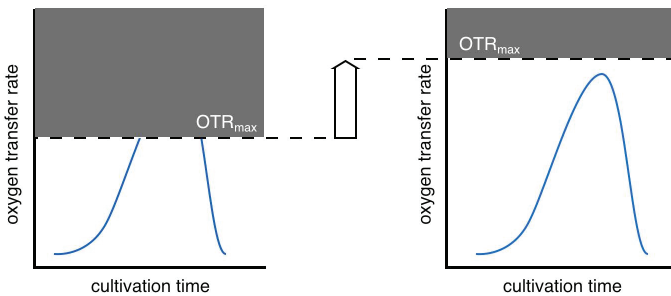 oxygen transfer rate
OTRmax
cultivation time
oxygen transfer rate
OTRmax
cultivation time